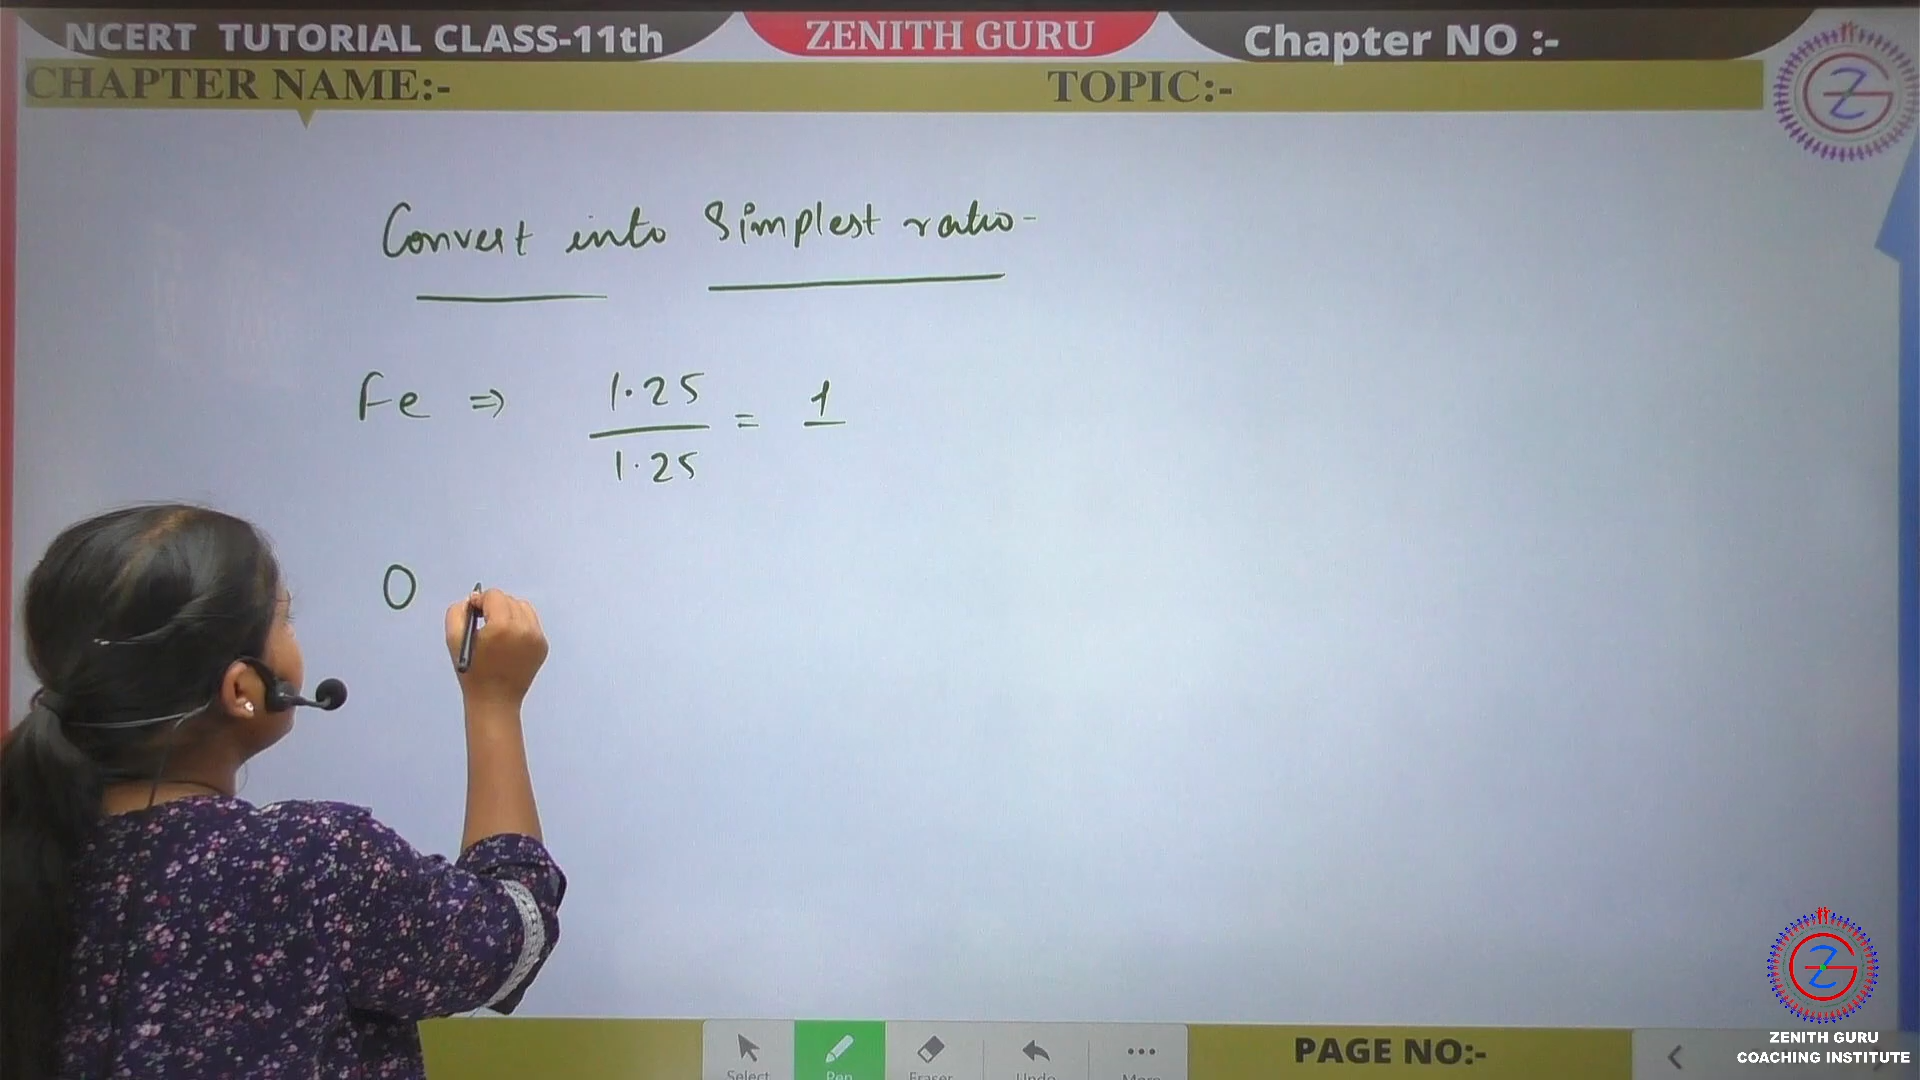 NCERT TUTORIAL CLASS-11th
ZENITH GURU
Chapter NO :-
CHAPTER NAME:-
TOPIC:-
Convert into Simplest ratio-
Fe ⇒ 1.25 / 1.25 = 1
O
Select
Pen
Eraser
Undo
More
PAGE NO:-
ZENITH GURU
COACHING INSTITUTE